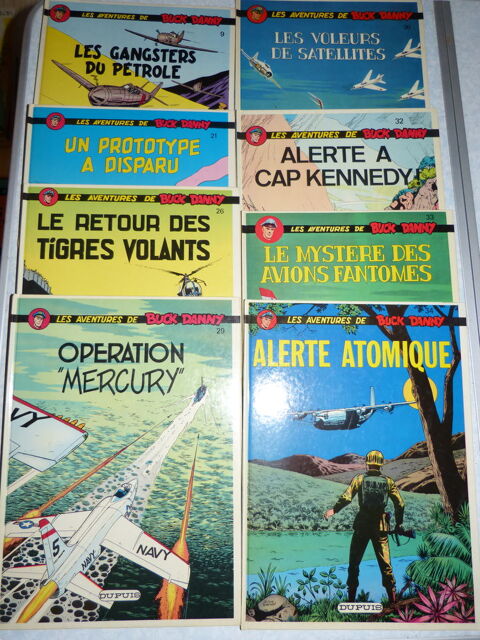 LES AVENTURES DE BUCK DANNY
9
LES GANGSTERS
DU PÉTROLE
LES AVENTURES DE BUCK DANNY
21
UN PROTOTYPE
A DISPARU
LES AVENTURES DE BUCK DANNY
26
LE RETOUR DES
TIGRES VOLANTS
LES AVENTURES DE BUCK DANNY
29
OPERATION
"MERCURY"
NAVY
NAVY
NAVY
5
DUPUIS
LES AVENTURES DE BUCK DANNY
LES VOLEURS
DE SATELLITES
LES AVENTURES DE BUCK DANNY
32
ALERTE A
CAP KENNEDY!
LES AVENTURES DE BUCK DANNY
33
LE MYSTERE DES
AVIONS FANTOMES
LES AVENTURES DE BUCK DANNY
34
ALERTE ATOMIQUE
DUPUIS